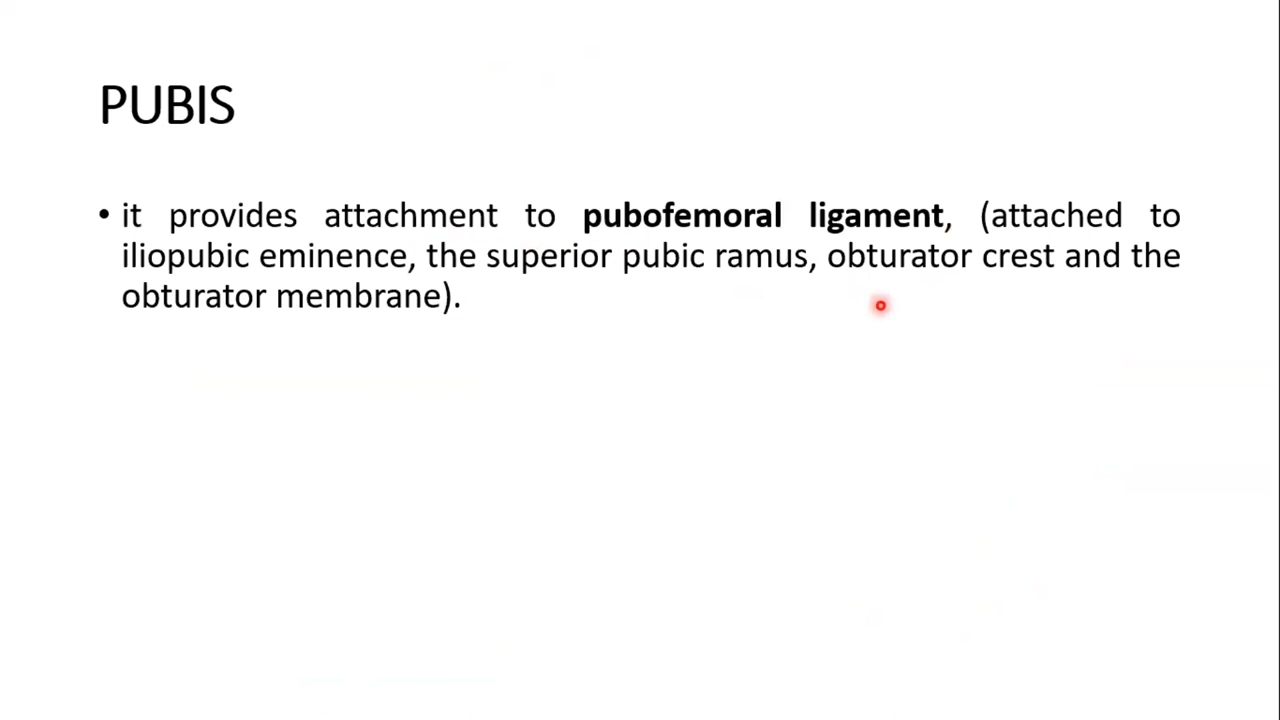 PUBIS
• it provides attachment to pubofemoral ligament, (attached to
iliopubic eminence, the superior pubic ramus, obturator crest and the
obturator membrane).